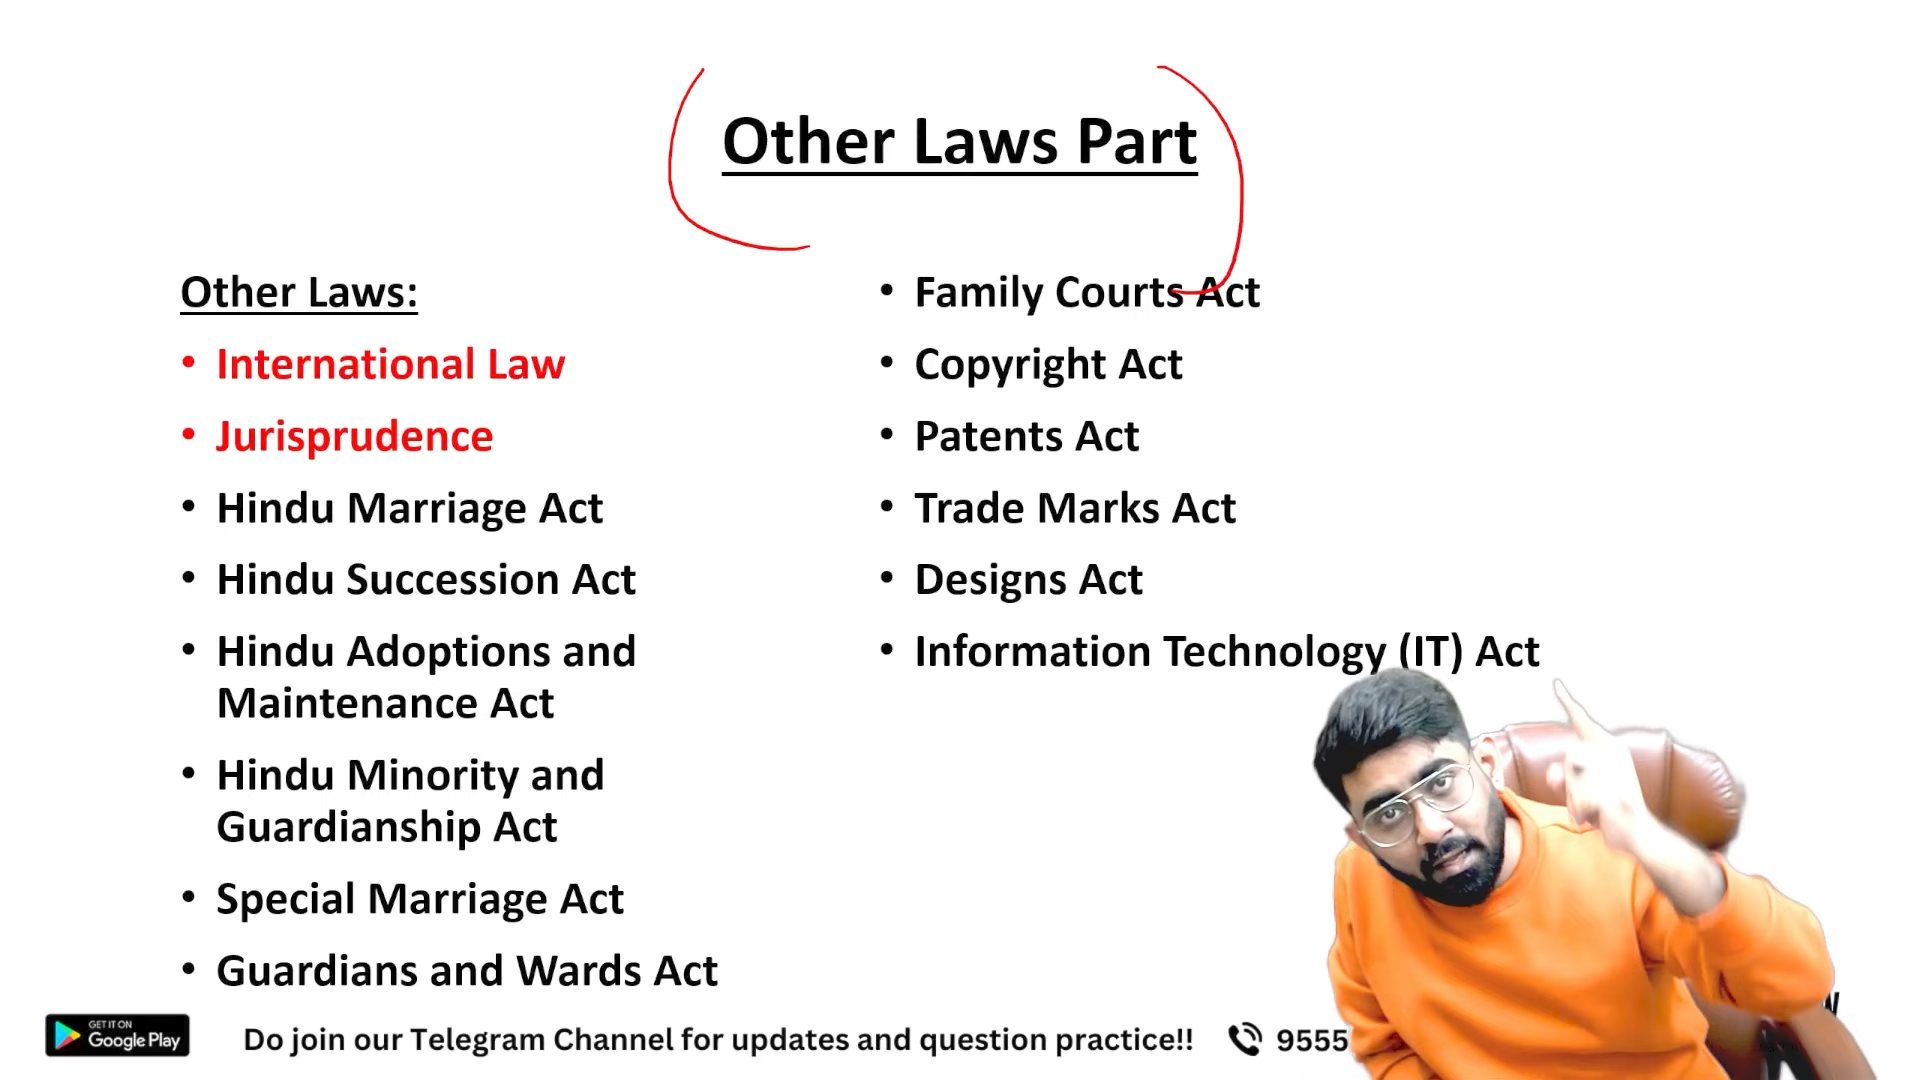 Other Laws Part
Other Laws:
• International Law
• Jurisprudence
• Hindu Marriage Act
• Hindu Succession Act
• Hindu Adoptions and
Maintenance Act
• Hindu Minority and
Guardianship Act
• Special Marriage Act
• Guardians and Wards Act
• Family Courts Act
• Copyright Act
• Patents Act
• Trade Marks Act
• Designs Act
• Information Technology (IT) Act
GET IT ON
Google Play
Do join our Telegram Channel for updates and question practice!!
9555